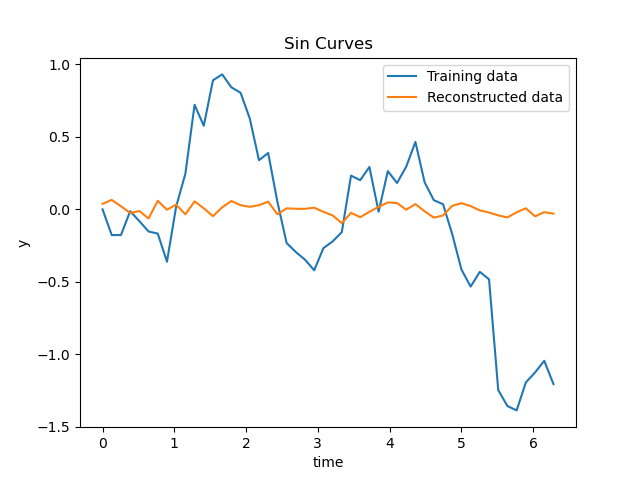 Sin Curves
Training data
Reconstructed data
1.0
0.5
0.0
−0.5
−1.0
−1.5
y
0 1 2 3 4 5 6
time